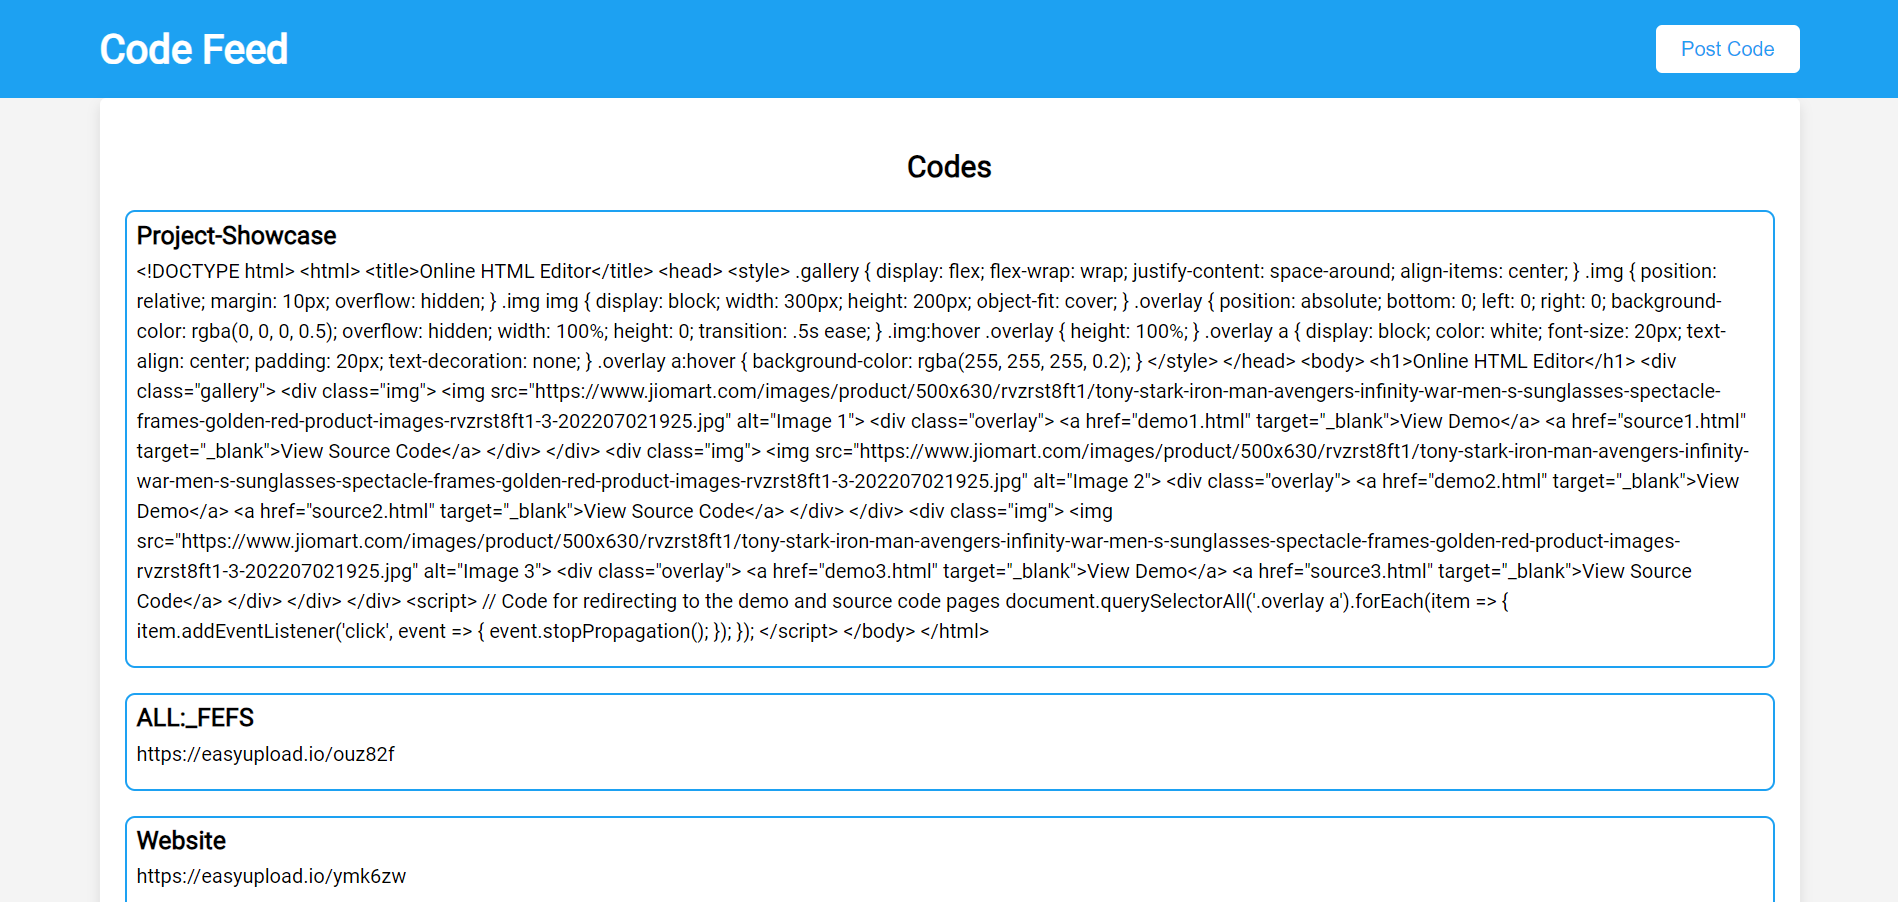 Code Feed
Post Code
Codes
Project-Showcase
<!DOCTYPE html> <html> <title>Online HTML Editor</title> <head> <style> .gallery { display: flex; flex-wrap: wrap; justify-content: space-around; align-items: center; } .img { position:
relative; margin: 10px; overflow: hidden; } .img img { display: block; width: 300px; height: 200px; object-fit: cover; } .overlay { position: absolute; bottom: 0; left: 0; right: 0; background-
color: rgba(0, 0, 0, 0.5); overflow: hidden; width: 100%; height: 0; transition: .5s ease; } .img:hover .overlay { height: 100%; } .overlay a { display: block; color: white; font-size: 20px; text-
align: center; padding: 20px; text-decoration: none; } .overlay a:hover { background-color: rgba(255, 255, 255, 0.2); } </style> </head> <body> <h1>Online HTML Editor</h1> <div
class="gallery"> <div class="img"> <img src="https://www.jiomart.com/images/product/500x630/rvzrst8ft1/tony-stark-iron-man-avengers-infinity-war-men-s-sunglasses-spectacle-
frames-golden-red-product-images-rvzrst8ft1-3-202207021925.jpg" alt="Image 1"> <div class="overlay"> <a href="demo1.html" target="_blank">View Demo</a> <a href="source1.html"
target="_blank">View Source Code</a> </div> </div> <div class="img"> <img src="https://www.jiomart.com/images/product/500x630/rvzrst8ft1/tony-stark-iron-man-avengers-infinity-
war-men-s-sunglasses-spectacle-frames-golden-red-product-images-rvzrst8ft1-3-202207021925.jpg" alt="Image 2"> <div class="overlay"> <a href="demo2.html" target="_blank">View
Demo</a> <a href="source2.html" target="_blank">View Source Code</a> </div> </div> <div class="img"> <img
src="https://www.jiomart.com/images/product/500x630/rvzrst8ft1/tony-stark-iron-man-avengers-infinity-war-men-s-sunglasses-spectacle-frames-golden-red-product-images-
rvzrst8ft1-3-202207021925.jpg" alt="Image 3"> <div class="overlay"> <a href="demo3.html" target="_blank">View Demo</a> <a href="source3.html" target="_blank">View Source
Code</a> </div> </div> </div> <script> // Code for redirecting to the demo and source code pages document.querySelectorAll('.overlay a').forEach(item => {
item.addEventListener('click', event => { event.stopPropagation(); }); }); </script> </body> </html>
ALL:_FEFS
https://easyupload.io/ouz82f
Website
https://easyupload.io/ymk6zw